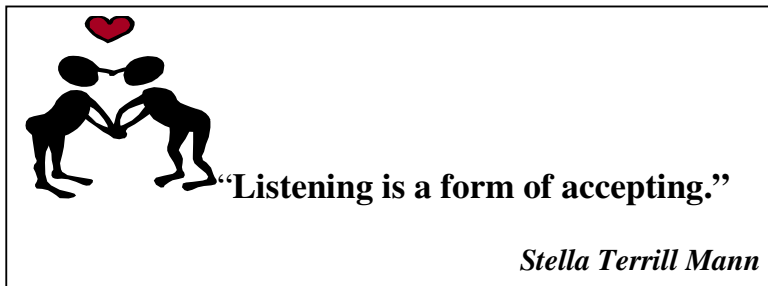 “Listening is a form of accepting.”
Stella Terrill Mann